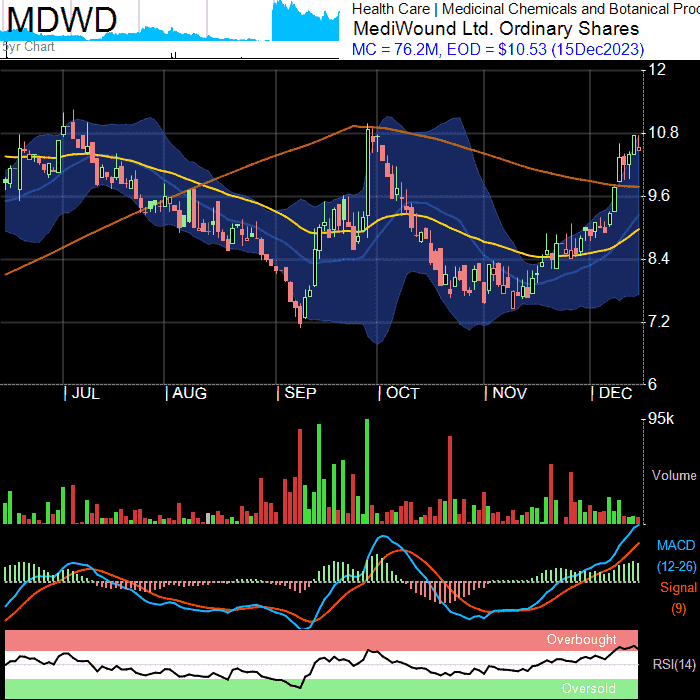 MDWD
5yr Chart
Health Care | Medicinal Chemicals and Botanical Proc
MediWound Ltd. Ordinary Shares
MC = 76.2M, EOD = $10.53 (15Dec2023)
12
10.8
9.6
8.4
7.2
6
JUL AUG SEP OCT NOV DEC
95k
Volume
MACD
(12-26)
Signal
(9)
Overbought
RSI(14)
Oversold